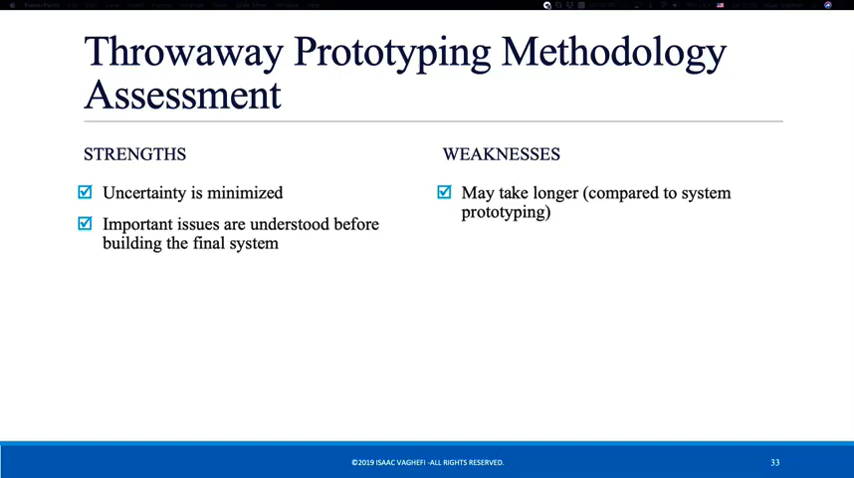 Throwaway Prototyping Methodology
Assessment
STRENGTHS
Uncertainty is minimized
Important issues are understood before
building the final system
WEAKNESSES
May take longer (compared to system
prototyping)
©2019 ISAAC VAGHEFI -ALL RIGHTS RESERVED.
33